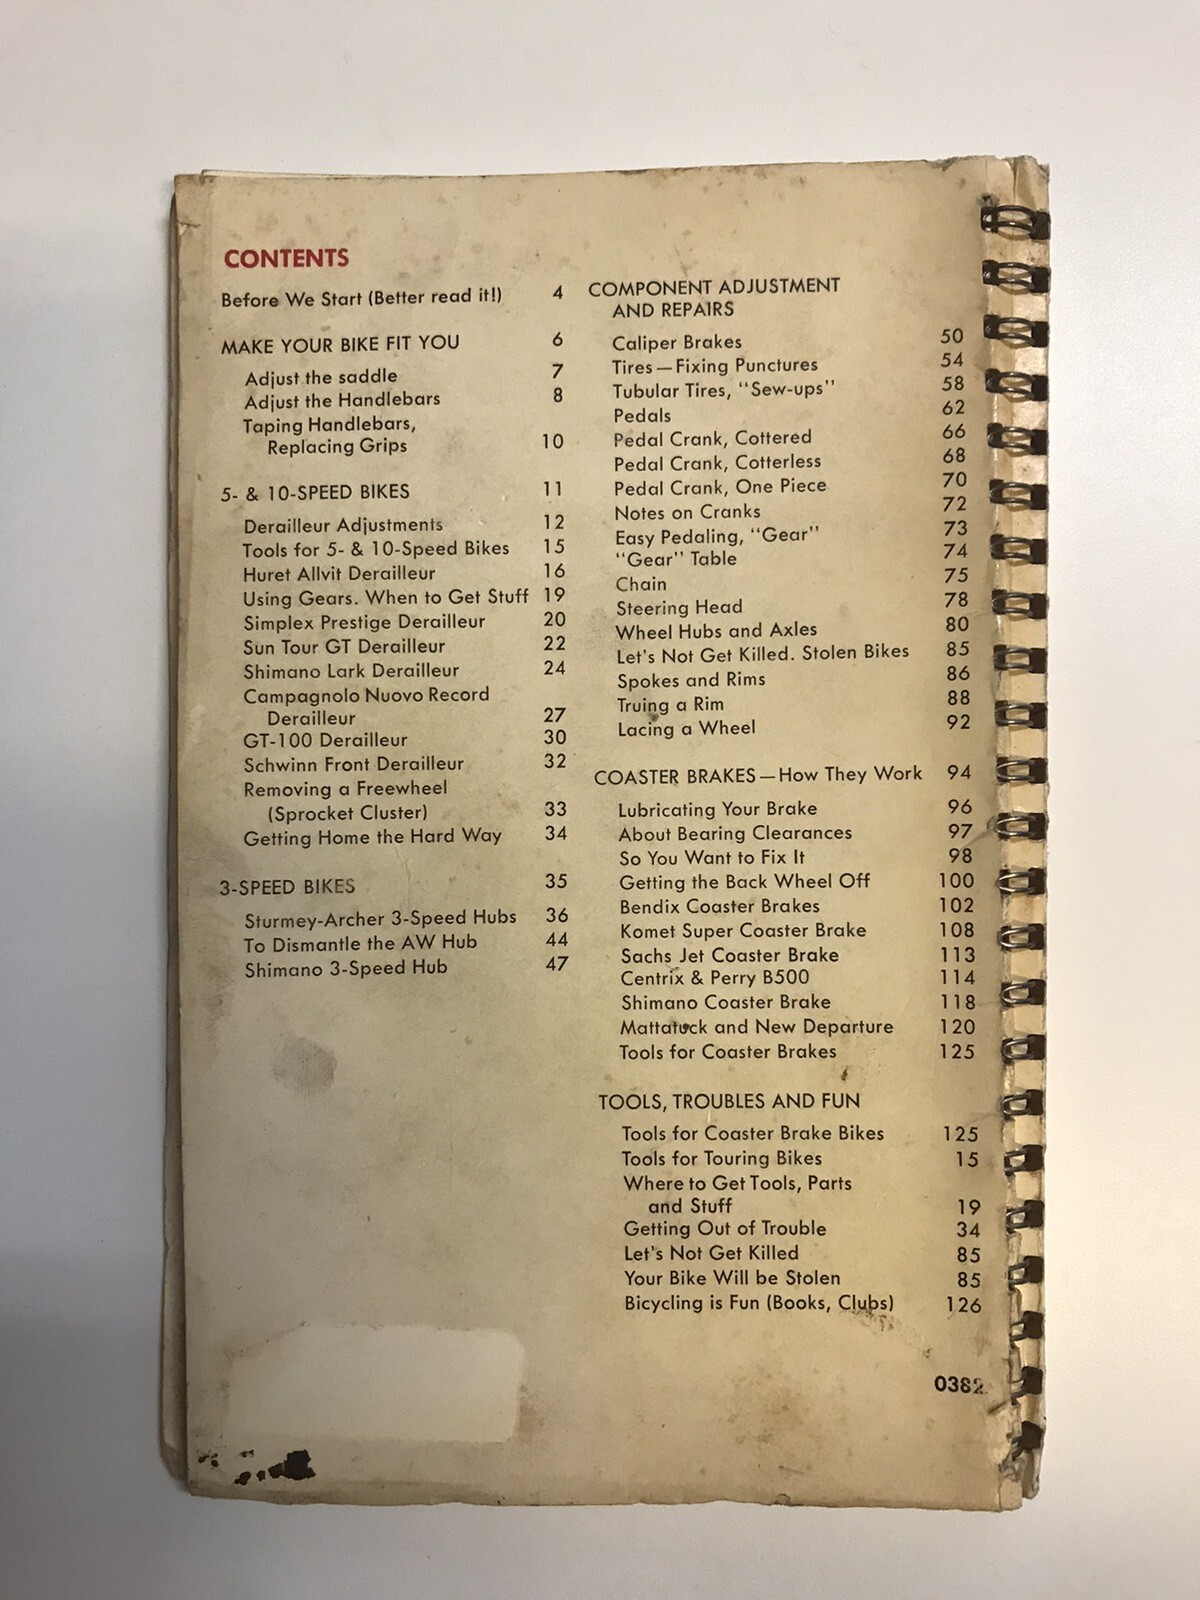 CONTENTS
Before We Start (Better read it!) 4
MAKE YOUR BIKE FIT YOU 6
Adjust the saddle 7
Adjust the Handlebars 8
Taping Handlebars,
Replacing Grips 10
5- & 10-SPEED BIKES 11
Derailleur Adjustments 12
Tools for 5- & 10-Speed Bikes 15
Huret Allvit Derailleur 16
Using Gears. When to Get Stuff 19
Simplex Prestige Derailleur 20
Sun Tour GT Derailleur 22
Shimano Lark Derailleur 24
Campagnolo Nuovo Record
Derailleur 27
GT-100 Derailleur 30
Schwinn Front Derailleur 32
Removing a Freewheel
(Sprocket Cluster) 33
Getting Home the Hard Way 34
3-SPEED BIKES 35
Sturmey-Archer 3-Speed Hubs 36
To Dismantle the AW Hub 44
Shimano 3-Speed Hub 47
COMPONENT ADJUSTMENT
AND REPAIRS
Caliper Brakes 50
Tires—Fixing Punctures 54
Tubular Tires, "Sew-ups" 58
Pedals 62
Pedal Crank, Cottered 66
Pedal Crank, Cotterless 68
Pedal Crank, One Piece 70
Notes on Cranks 72
Easy Pedaling, "Gear" 73
"Gear" Table 74
Chain 75
Steering Head 78
Wheel Hubs and Axles 80
Let's Not Get Killed. Stolen Bikes 85
Spokes and Rims 86
Truing a Rim 88
Lacing a Wheel 92
COASTER BRAKES—How They Work 94
Lubricating Your Brake 96
About Bearing Clearances 97
So You Want to Fix It 98
Getting the Back Wheel Off 100
Bendix Coaster Brakes 102
Komet Super Coaster Brake 108
Sachs Jet Coaster Brake 113
Centrix & Perry B500 114
Shimano Coaster Brake 118
Mattatuck and New Departure 120
Tools for Coaster Brakes 125
TOOLS, TROUBLES AND FUN
Tools for Coaster Brake Bikes 125
Tools for Touring Bikes 15
Where to Get Tools, Parts
and Stuff 19
Getting Out of Trouble 34
Let's Not Get Killed 85
Your Bike Will be Stolen 85
Bicycling is Fun (Books, Clubs) 126
0382